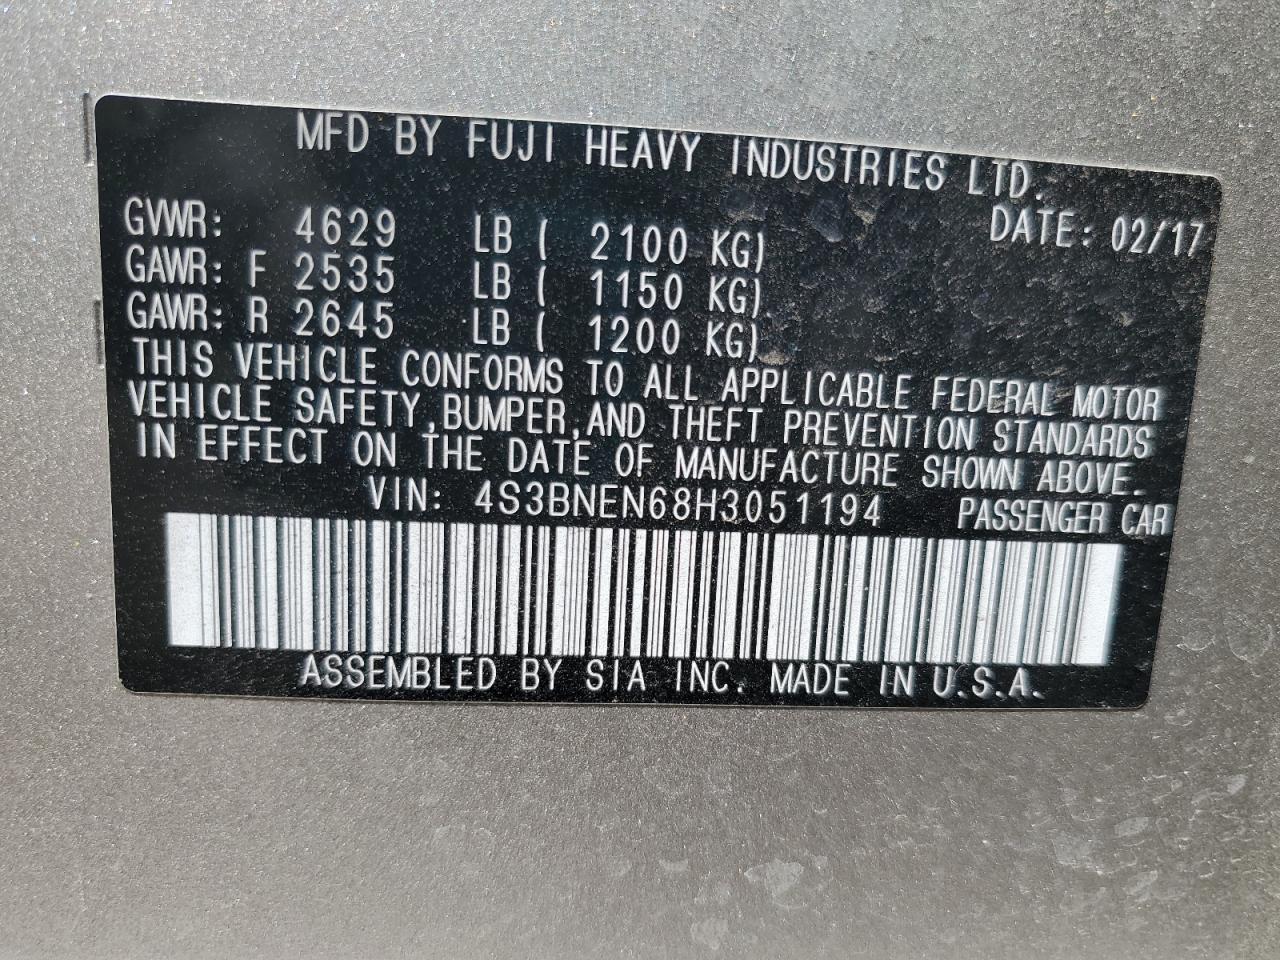 MFD BY FUJI HEAVY INDUSTRIES LTD.
DATE: 02/17
GVWR: 4629 LB ( 2100 KG)
GAWR: F 2535 LB ( 1150 KG)
GAWR: R 2645 LB ( 1200 KG)
THIS VEHICLE CONFORMS TO ALL APPLICABLE FEDERAL MOTOR
VEHICLE SAFETY,BUMPER,AND THEFT PREVENTION STANDARDS
IN EFFECT ON THE DATE OF MANUFACTURE SHOWN ABOVE.
VIN: 4S3BNEN68H3051194 PASSENGER CAR
ASSEMBLED BY SIA INC. MADE IN U.S.A.